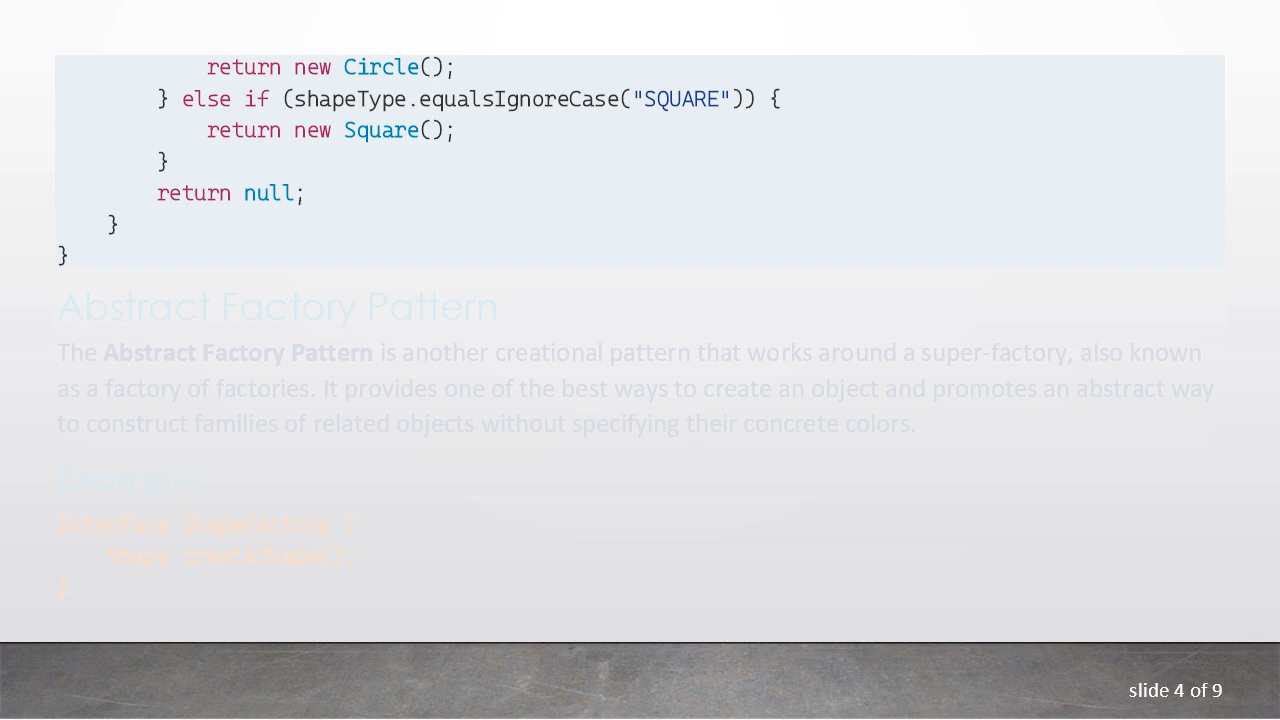 return new Circle();
        } else if (shapeType.equalsIgnoreCase("SQUARE")) {
            return new Square();
        }
        return null;
    }
}
Abstract Factory Pattern
The Abstract Factory Pattern is another creational pattern that works around a super-factory, also known
as a factory of factories. It provides one of the best ways to create an object and promotes an abstract way
to construct families of related objects without specifying their concrete colors.
Example:
interface ShapeFactory {
    Shape createShape();
}
slide 4 of 9